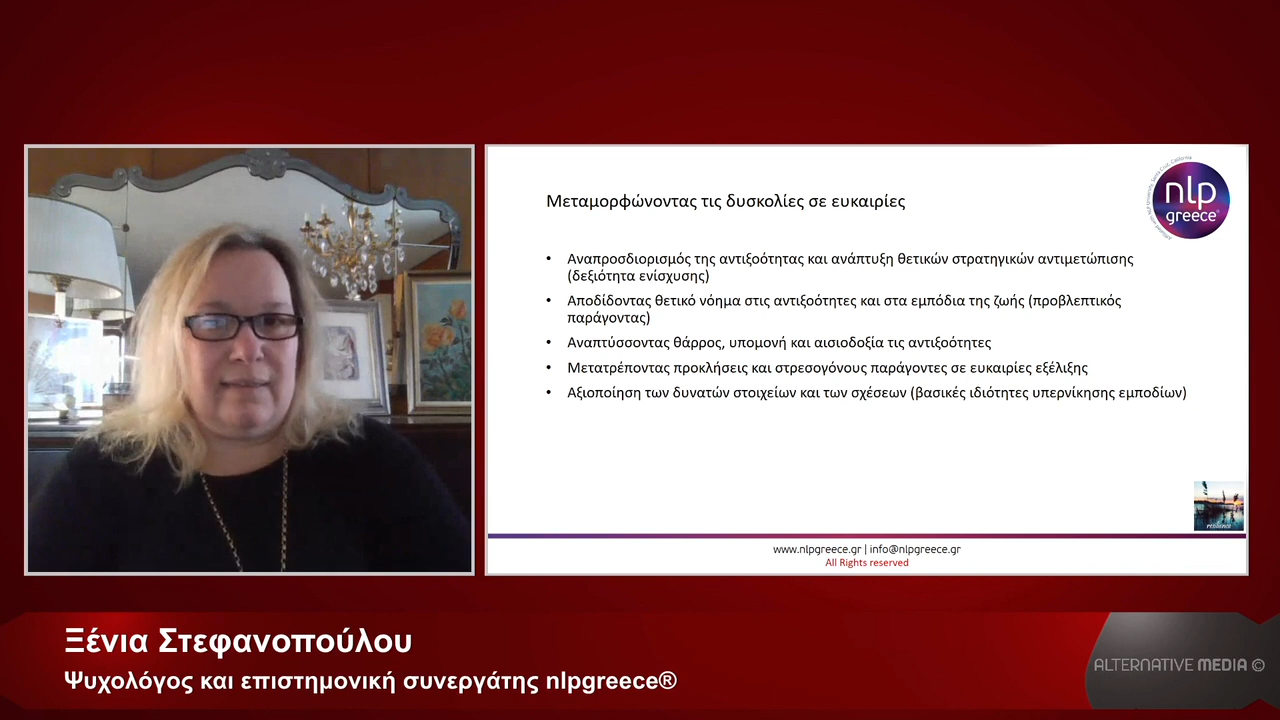 Μεταμορφώνοντας τις δυσκολίες σε ευκαιρίες
nlp
greece®
• Αναπροσδιορισμός της αντιξοότητας και ανάπτυξη θετικών στρατηγικών αντιμετώπισης
(δεξιότητα ενίσχυσης)
• Αποδίδοντας θετικό νόημα στις αντιξοότητες και στα εμπόδια της ζωής (προβλεπτικός
παράγοντας)
• Αναπτύσσοντας θάρρος, υπομονή και αισιοδοξία τις αντιξοότητες
• Μετατρέποντας προκλήσεις και στρεσογόνους παράγοντες σε ευκαιρίες εξέλιξης
• Αξιοποίηση των δυνατών στοιχείων και των σχέσεων (βασικές ιδιότητες υπερνίκησης εμποδίων)
resilience
www.nlpgreece.gr | info@nlpgreece.gr
All Rights reserved
Ξένια Στεφανοπούλου
Ψυχολόγος και επιστημονική συνεργάτης nlpgreece®
ALTERNATIVE MEDIA ©